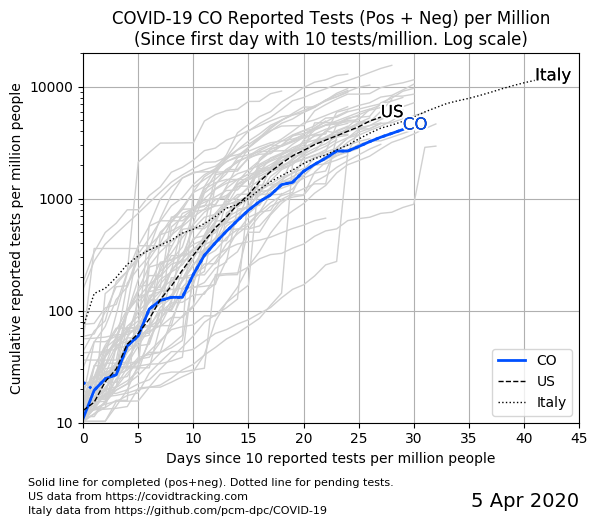 COVID-19 CO Reported Tests (Pos + Neg) per Million
(Since first day with 10 tests/million. Log scale)
Cumulative reported tests per million people
10000
1000
100
10
Italy
US
CO
CO
US
Italy
0 5 10 15 20 25 30 35 40 45
Days since 10 reported tests per million people
Solid line for completed (pos+neg). Dotted line for pending tests.
US data from https://covidtracking.com
Italy data from https://github.com/pcm-dpc/COVID-19
5 Apr 2020